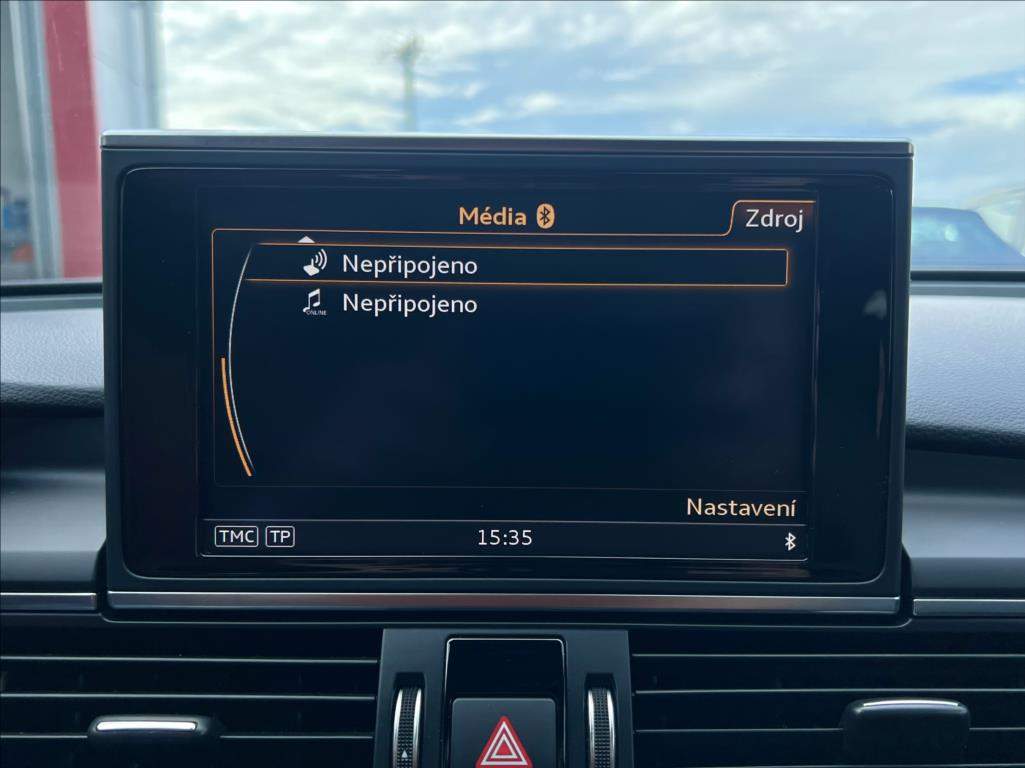 Média
Zdroj
Nepřipojeno
ONLINE
Nepřipojeno
Nastavení
TMC TP
15:35